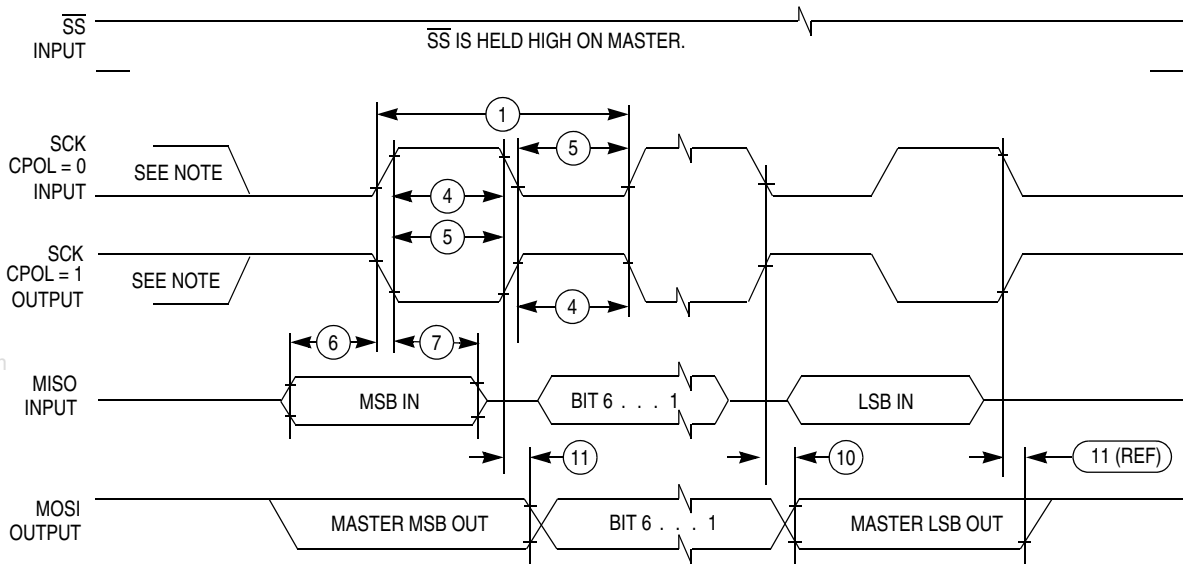 SS
INPUT
SS IS HELD HIGH ON MASTER.
1
SCK
CPOL = 0
INPUT
SEE NOTE
5
4
5
SCK
CPOL = 1
OUTPUT
SEE NOTE
4
6
7
n
MISO
INPUT
MSB IN
BIT 6 . . . 1
LSB IN
11
10
11 (REF)
MOSI
OUTPUT
MASTER MSB OUT
BIT 6 . . . 1
MASTER LSB OUT